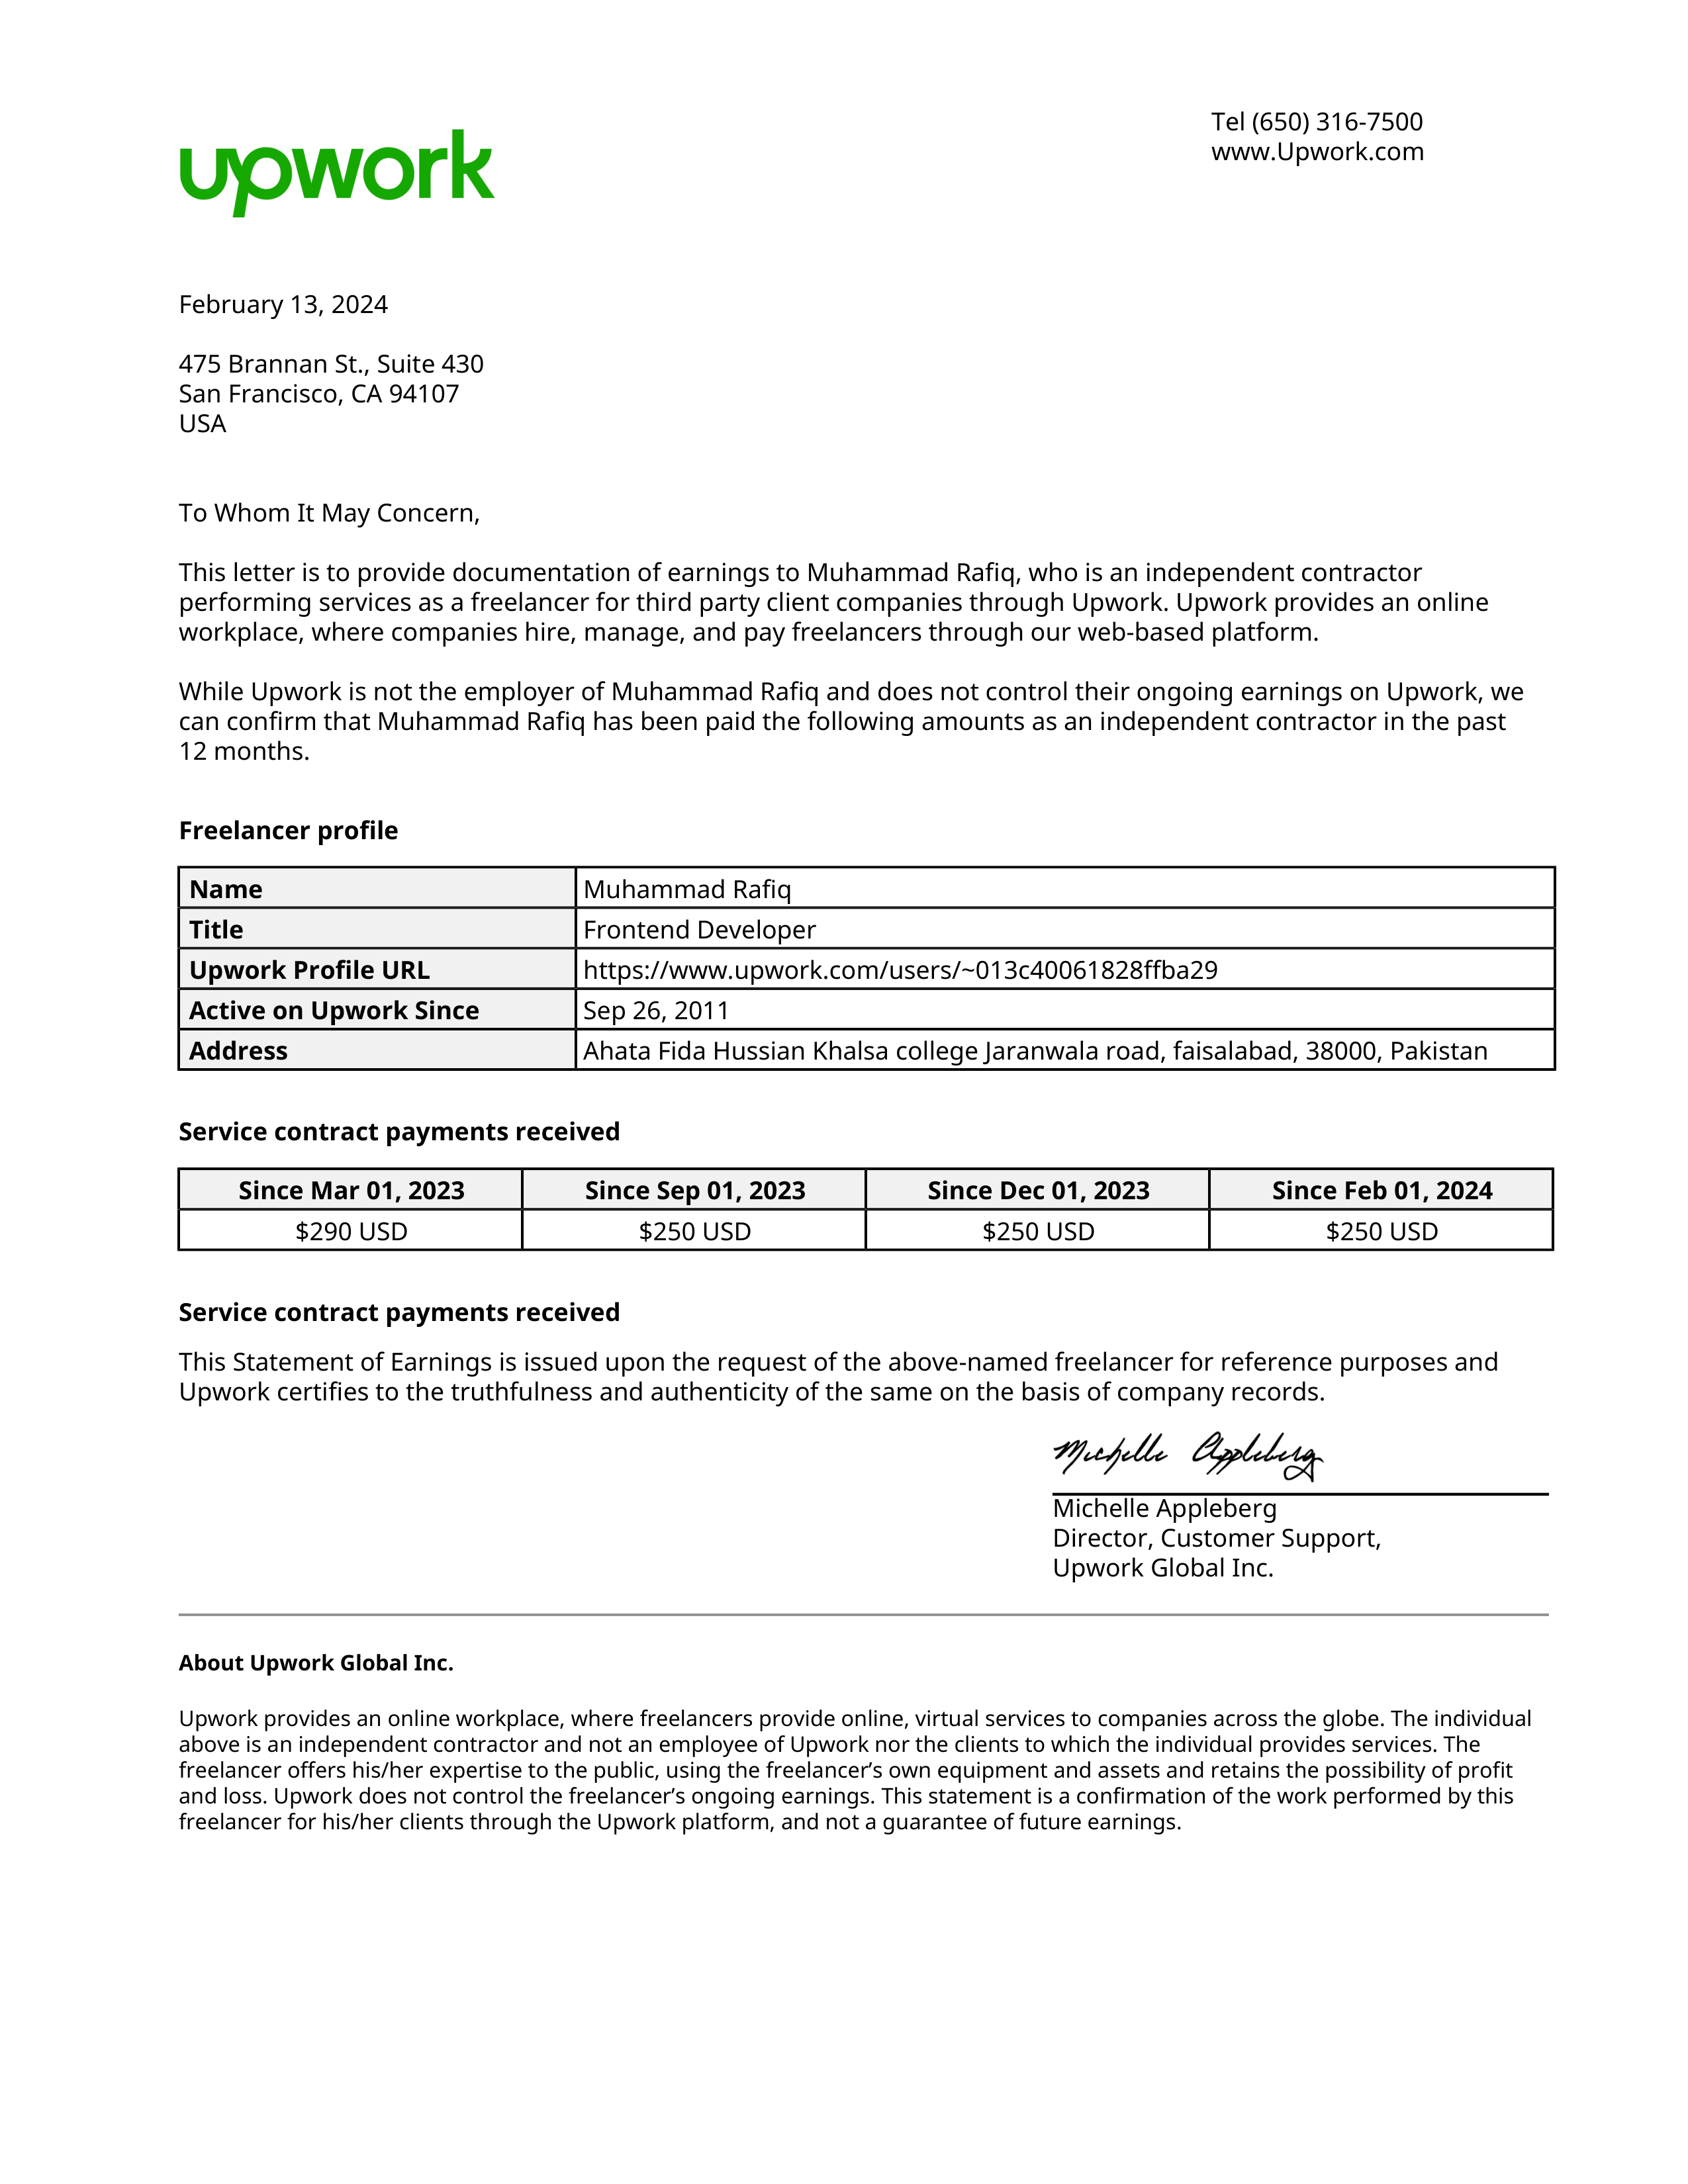 upwork
Tel (650) 316-7500
www.Upwork.com
February 13, 2024
475 Brannan St., Suite 430
San Francisco, CA 94107
USA
To Whom It May Concern,
This letter is to provide documentation of earnings to Muhammad Rafiq, who is an independent contractor
performing services as a freelancer for third party client companies through Upwork. Upwork provides an online
workplace, where companies hire, manage, and pay freelancers through our web-based platform.
While Upwork is not the employer of Muhammad Rafiq and does not control their ongoing earnings on Upwork, we
can confirm that Muhammad Rafiq has been paid the following amounts as an independent contractor in the past
12 months.
Freelancer profile
Name Muhammad Rafiq
Title Frontend Developer
Upwork Profile URL https://www.upwork.com/users/~013c40061828ffba29
Active on Upwork Since Sep 26, 2011
Address Ahata Fida Hussian Khalsa college Jaranwala road, faisalabad, 38000, Pakistan
Service contract payments received
Since Mar 01, 2023 Since Sep 01, 2023 Since Dec 01, 2023 Since Feb 01, 2024
$290 USD $250 USD $250 USD $250 USD
Service contract payments received
This Statement of Earnings is issued upon the request of the above-named freelancer for reference purposes and
Upwork certifies to the truthfulness and authenticity of the same on the basis of company records.
Michelle Appleberg
Michelle Appleberg
Director, Customer Support,
Upwork Global Inc.
About Upwork Global Inc.
Upwork provides an online workplace, where freelancers provide online, virtual services to companies across the globe. The individual
above is an independent contractor and not an employee of Upwork nor the clients to which the individual provides services. The
freelancer offers his/her expertise to the public, using the freelancer’s own equipment and assets and retains the possibility of profit
and loss. Upwork does not control the freelancer’s ongoing earnings. This statement is a confirmation of the work performed by this
freelancer for his/her clients through the Upwork platform, and not a guarantee of future earnings.